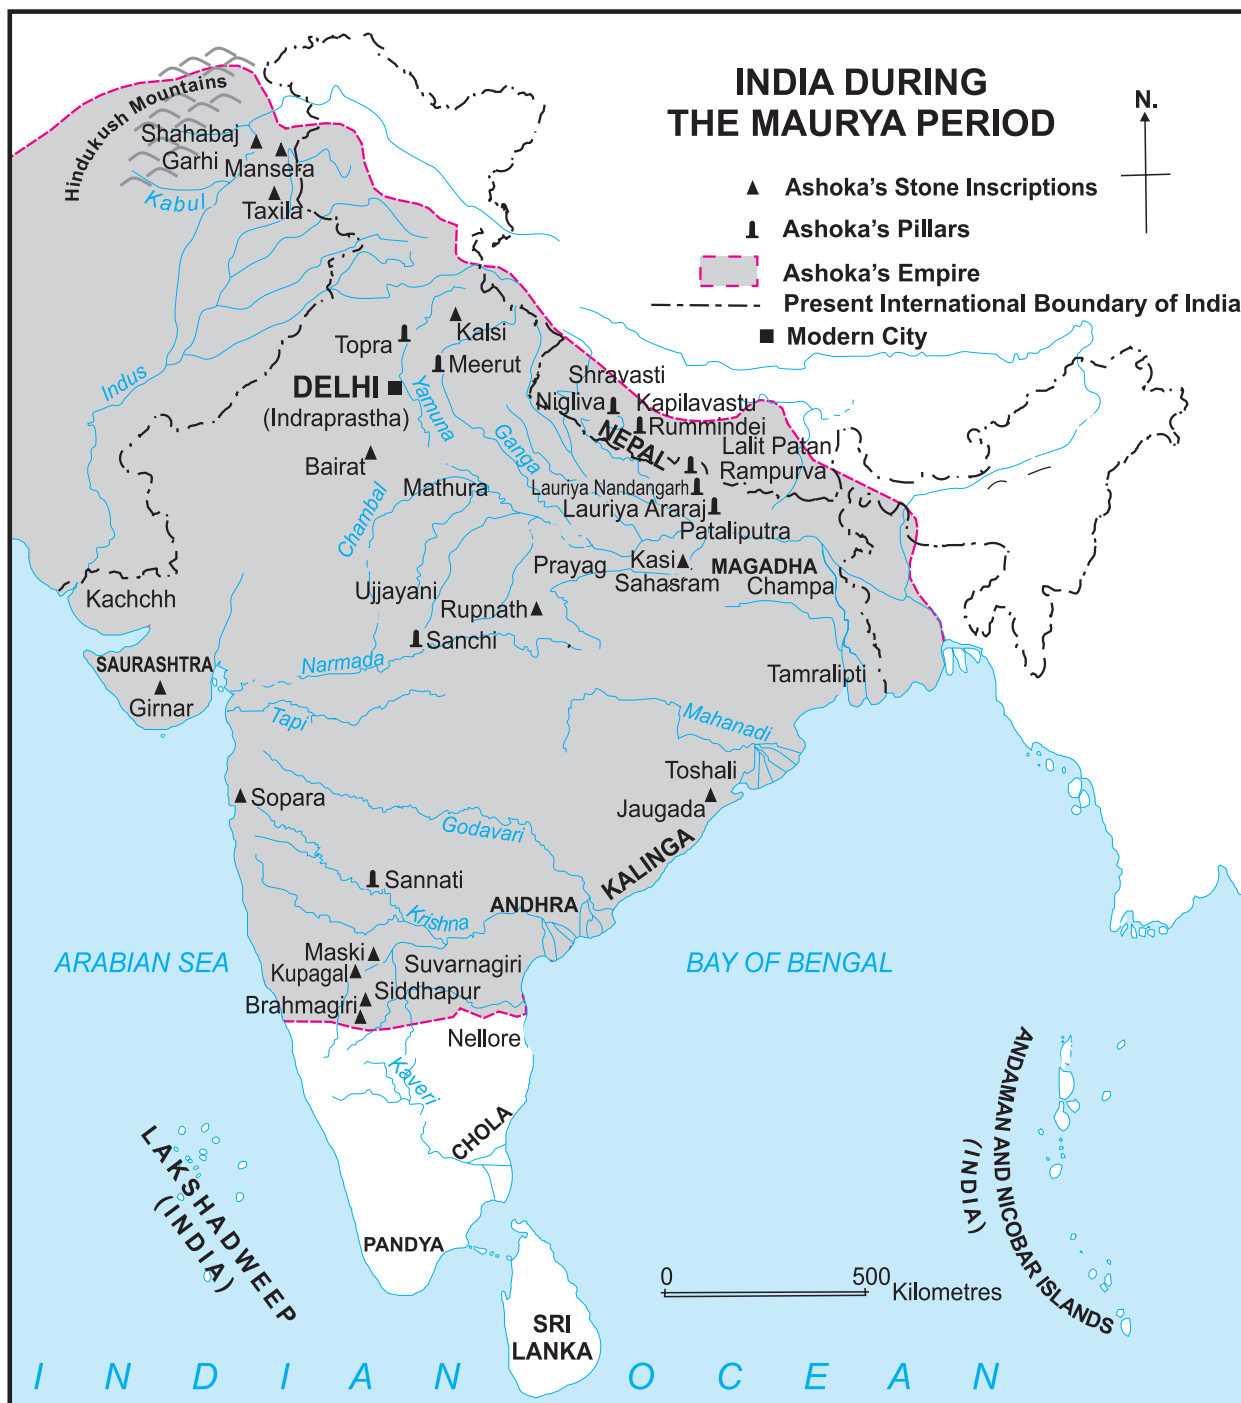 INDIA DURING
THE MAURYA PERIOD
N.
Ashoka's Stone Inscriptions
Ashoka's Pillars
Ashoka's Empire
Present International Boundary of India
Modern City
Hindukush Mountains
Shahabaj
Garhi
Mansera
Kabul
Taxila
Kalsi
Topra
Meerut
Indus
DELHI
(Indraprastha)
Yamuna
Shravasti
Nigliva
Kapilavastu
Rummindei
NEPAL
Lalit Patan
Rampurva
Ganga
Bairat
Mathura
Lauriya Nandangarh
Lauriya Araraj
Chambal
Pataliputra
Prayag
Kasi
MAGADHA
Sahasram
Champa
Kachchh
Ujjayani
Rupnath
Sanchi
SAURASHTRA
Narmada
Girnar
Tamralipti
Tapi
Mahanadi
Toshali
Sopara
Jaugada
Godavari
KALINGA
Sannati
ANDHRA
Krishna
ARABIAN SEA
Maski
Kupagal
Suvarnagiri
Siddhapur
Brahmagiri
BAY OF BENGAL
Nellore
Kaveri
CHOLA
LAKSHADWEEP
(INDIA)
ANDAMAN AND NICOBAR ISLANDS
(INDIA)
PANDYA
0 500
Kilometres
SRI
LANKA
INDIAN OCEAN